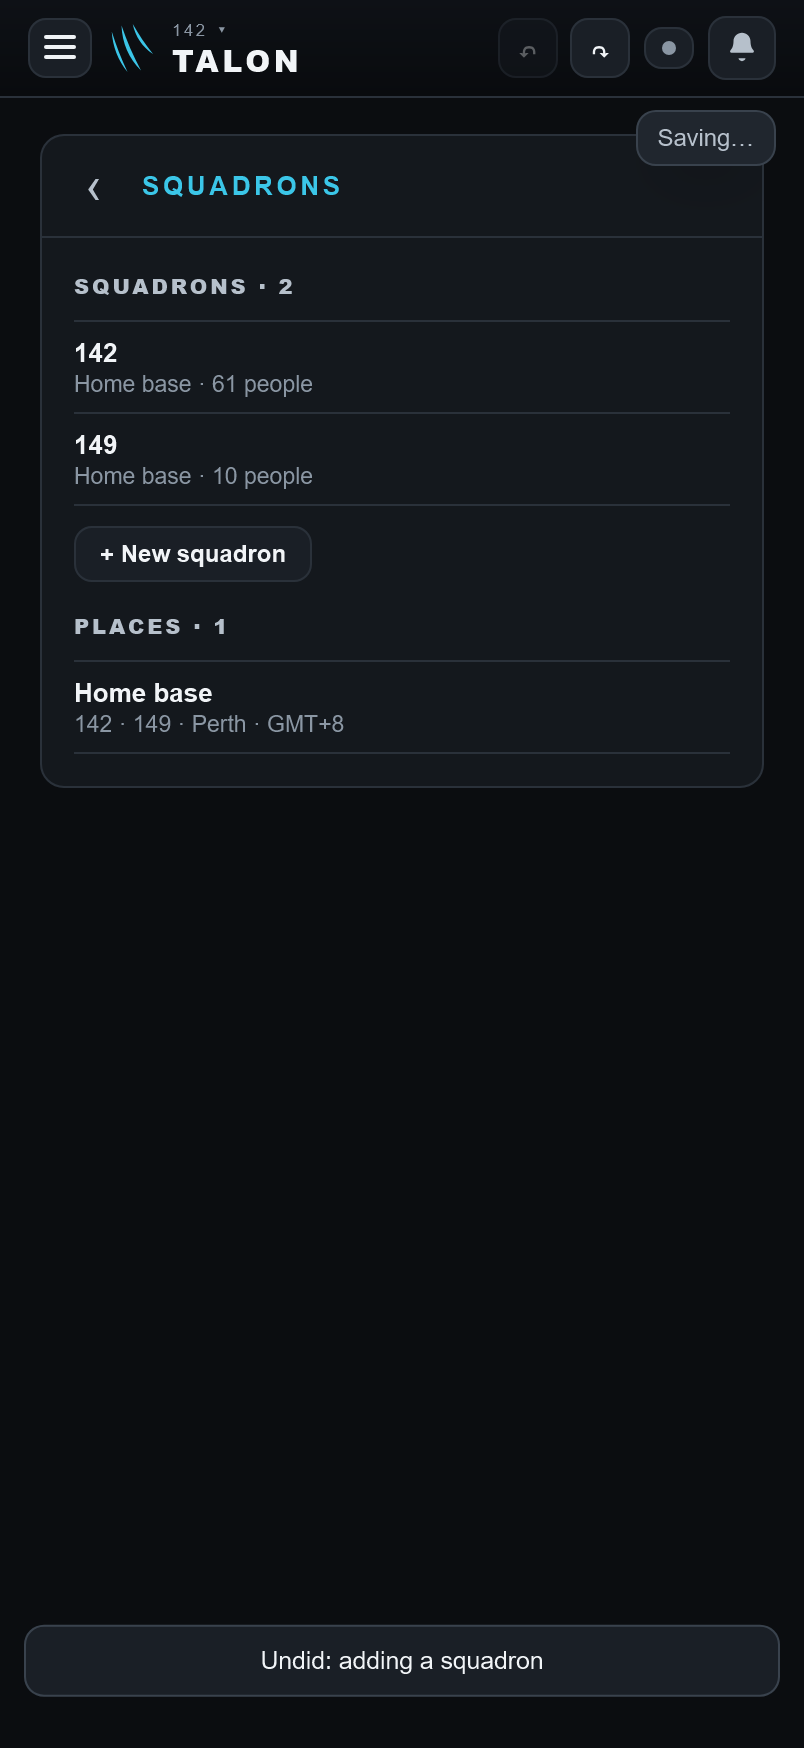 142 ▾
TALON
Saving…
‹ SQUADRONS
SQUADRONS · 2
142
Home base · 61 people
149
Home base · 10 people
+ New squadron
PLACES · 1
Home base
142 · 149 · Perth · GMT+8
Undid: adding a squadron